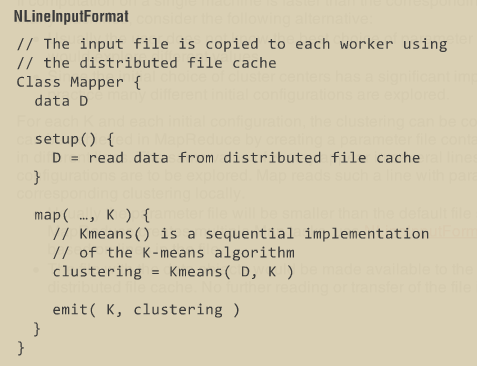 NLineInputFormat
// The input file is copied to each worker using
// the distributed file cache
Class Mapper {
data D
setup() {
D = read data from distributed file cache
}
map( …, K ) {
// Kmeans() is a sequential implementation
// of the K-means algorithm
clustering = Kmeans( D, K )
emit( K, clustering )
}
}